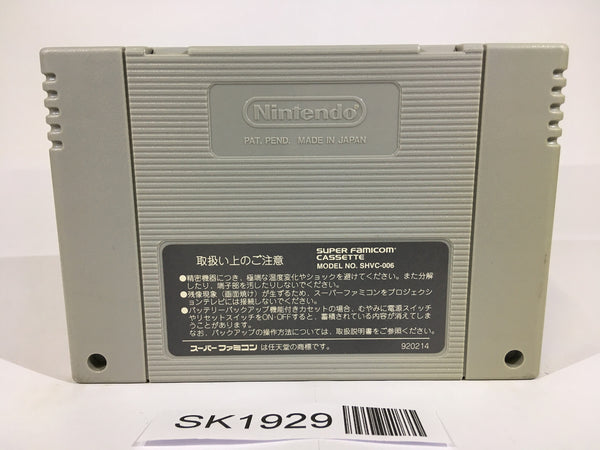 Nintendo
PAT. PEND. MADE IN JAPAN
取扱い上のご注意
SUPER FAMICOM
CASSETTE
MODEL NO. SHVC-006
●精密機器につき、極端な温度変化やショックを避けてください。また分解
したり、端子部を汚したりしないでください。
●残像現象（画面焼け）が生ずるため、スーパーファミコンをプロジェクシ
ョンテレビには接続しないでください。
●バッテリーバックアップ機能付きカセットの場合、むやみに電源スイッチ
やリセットスイッチをON・OFFすると、蓄積されている内容が消えてしま
うことがあります。
なお、バックアップの操作方法については、取扱説明書をご参照ください。
スーパーファミコン は任天堂の商標です。
920214
SK1929